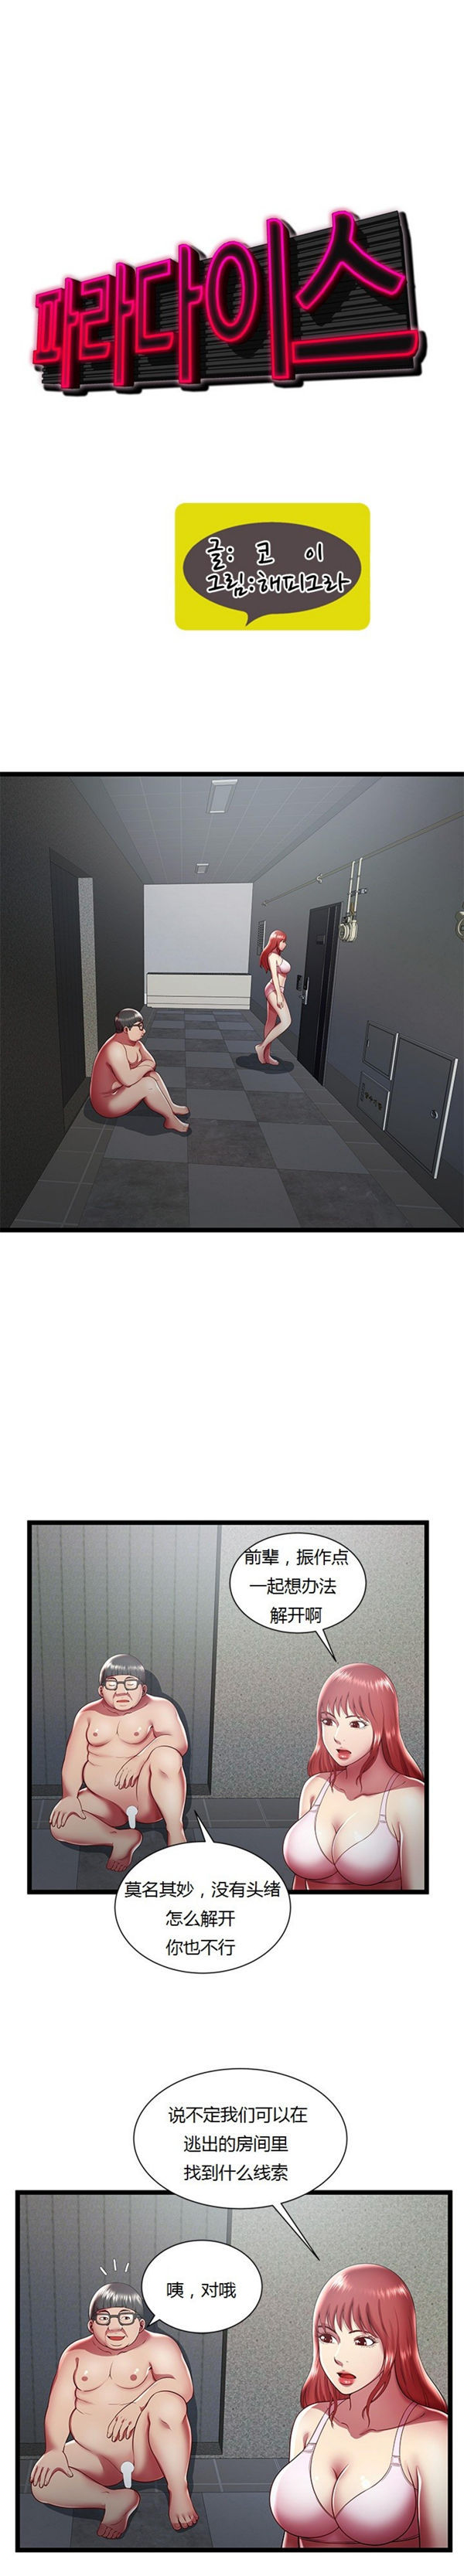 파라다이스
글: 코 이
그림:해피그라
前辈，振作点
一起想办法
解开啊
莫名其妙，没有头绪
怎么解开
你也不行
说不定我们可以在
逃出的房间里
找到什么线索
咦，对哦